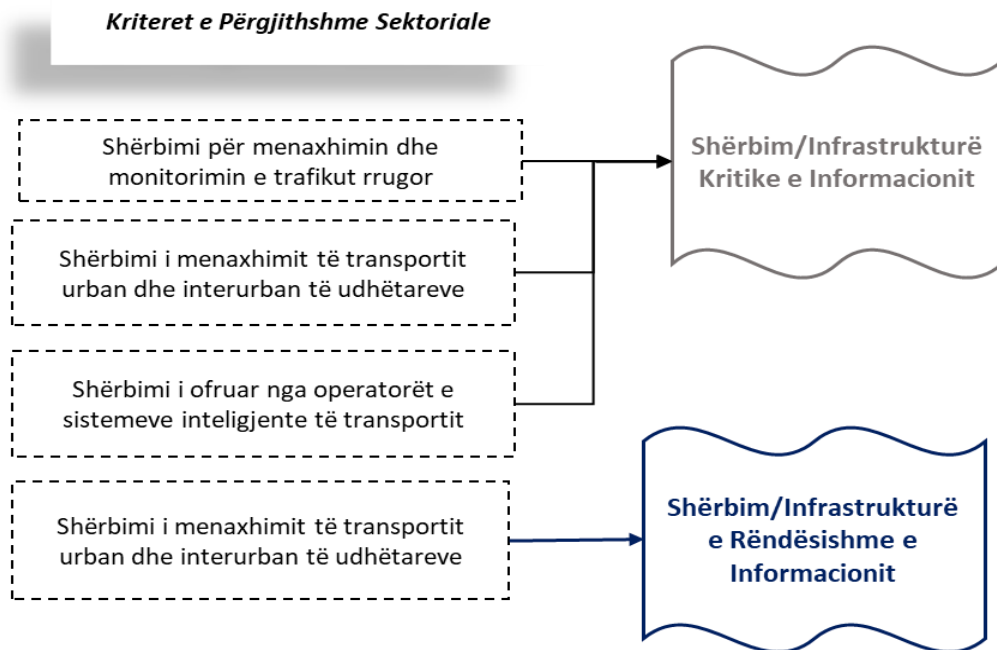 Kriteret e Përgjithshme Sektoriale
Shërbimi për menaxhimin dhe
monitorimin e trafikut rrugor
Shërbimi i menaxhimit të transportit
urban dhe interurban të udhëtareve
Shërbimi i ofruar nga operatorët e
sistemeve inteligjente të transportit
Shërbimi i menaxhimit të transportit
urban dhe interurban të udhëtareve
Shërbim/Infrastrukturë
Kritike e Informacionit
Shërbim/Infrastrukturë
e Rëndësishme e
Informacionit